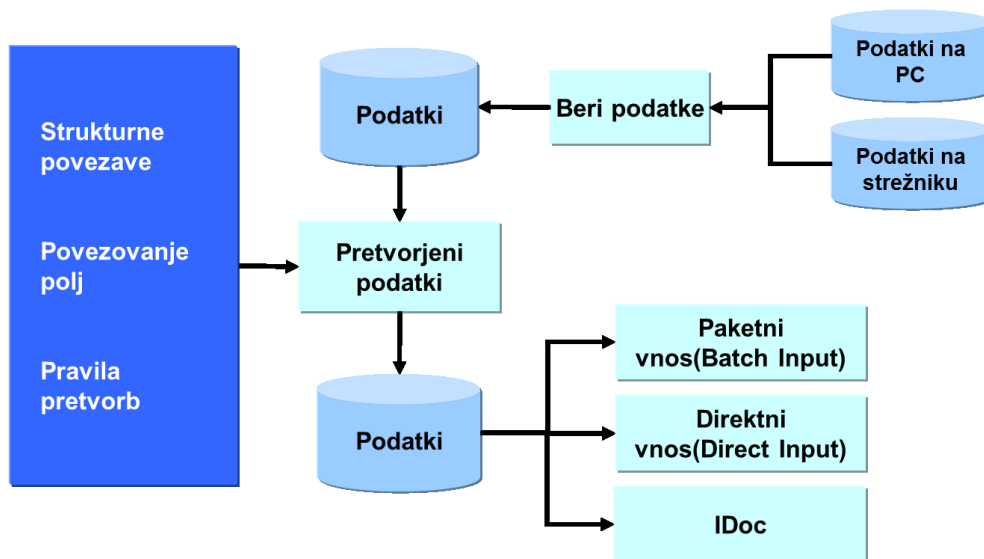 Strukturne
povezave
Povezovanje
polj
Pravila
pretvorb
Podatki
Beri podatke
Podatki na
PC
Podatki na
strežniku
Pretvorjeni
podatki
Podatki
Paketni
vnos(Batch Input)
Direktni
vnos(Direct Input)
IDoc